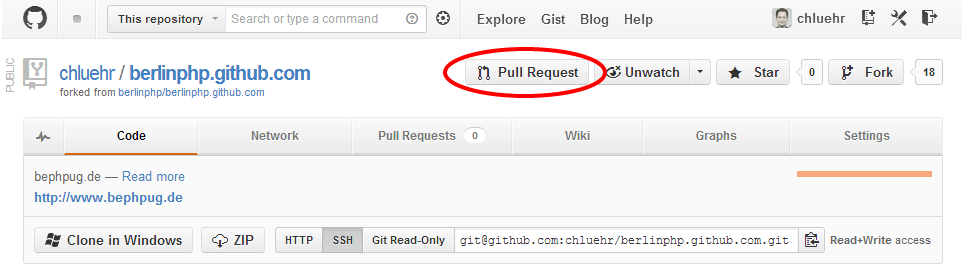 This repository Search or type a command Explore Gist Blog Help chluehr
PUBLIC
chluehr / berlinphp.github.com Pull Request Unwatch Star 0 Fork 18
forked from berlinphp/berlinphp.github.com
Code Network Pull Requests 0 Wiki Graphs Settings
bephpug.de — Read more
http://www.bephpug.de
Clone in Windows ZIP HTTP SSH Git Read-Only git@github.com:chluehr/berlinphp.github.com.git Read+Write access